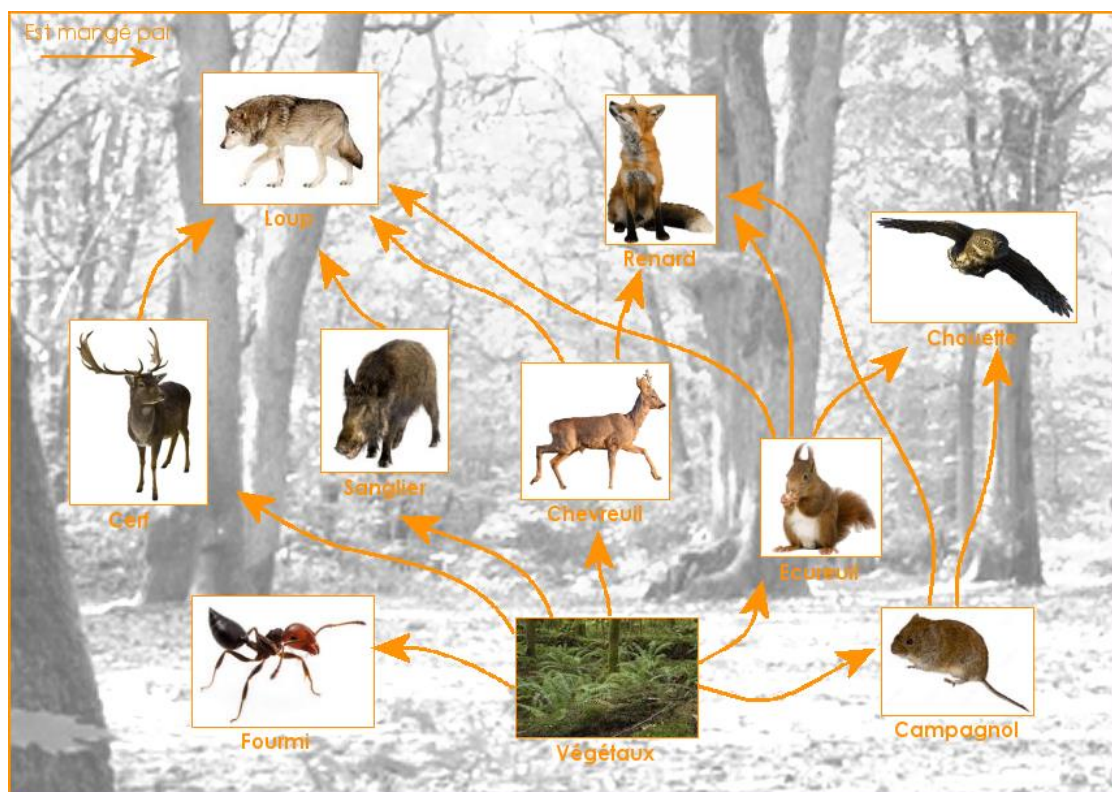 Est mangé par
Loup
Renard
Chouette
Cerf
Sanglier
Chevreuil
Ecureuil
Fourmi
Végétaux
Campagnol